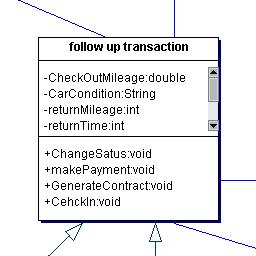 follow up transaction
-CheckOutMileage:double
-CarCondition:String
-returnMileage:int
-returnTime:int
+ChangeSatus:void
+makePayment:void
+GenerateContract:void
+CehckIn:void